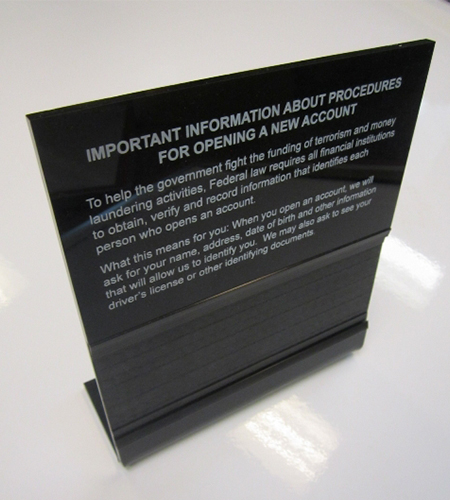 IMPORTANT INFORMATION ABOUT PROCEDURES
FOR OPENING A NEW ACCOUNT
To help the government fight the funding of terrorism and money
laundering activities, Federal law requires all financial institutions
to obtain, verify and record information that identifies each
person who opens an account.
What this means for you: When you open an account, we will
ask for your name, address, date of birth and other information
that will allow us to identify you. We may also ask to see your
driver's license or other identifying documents.